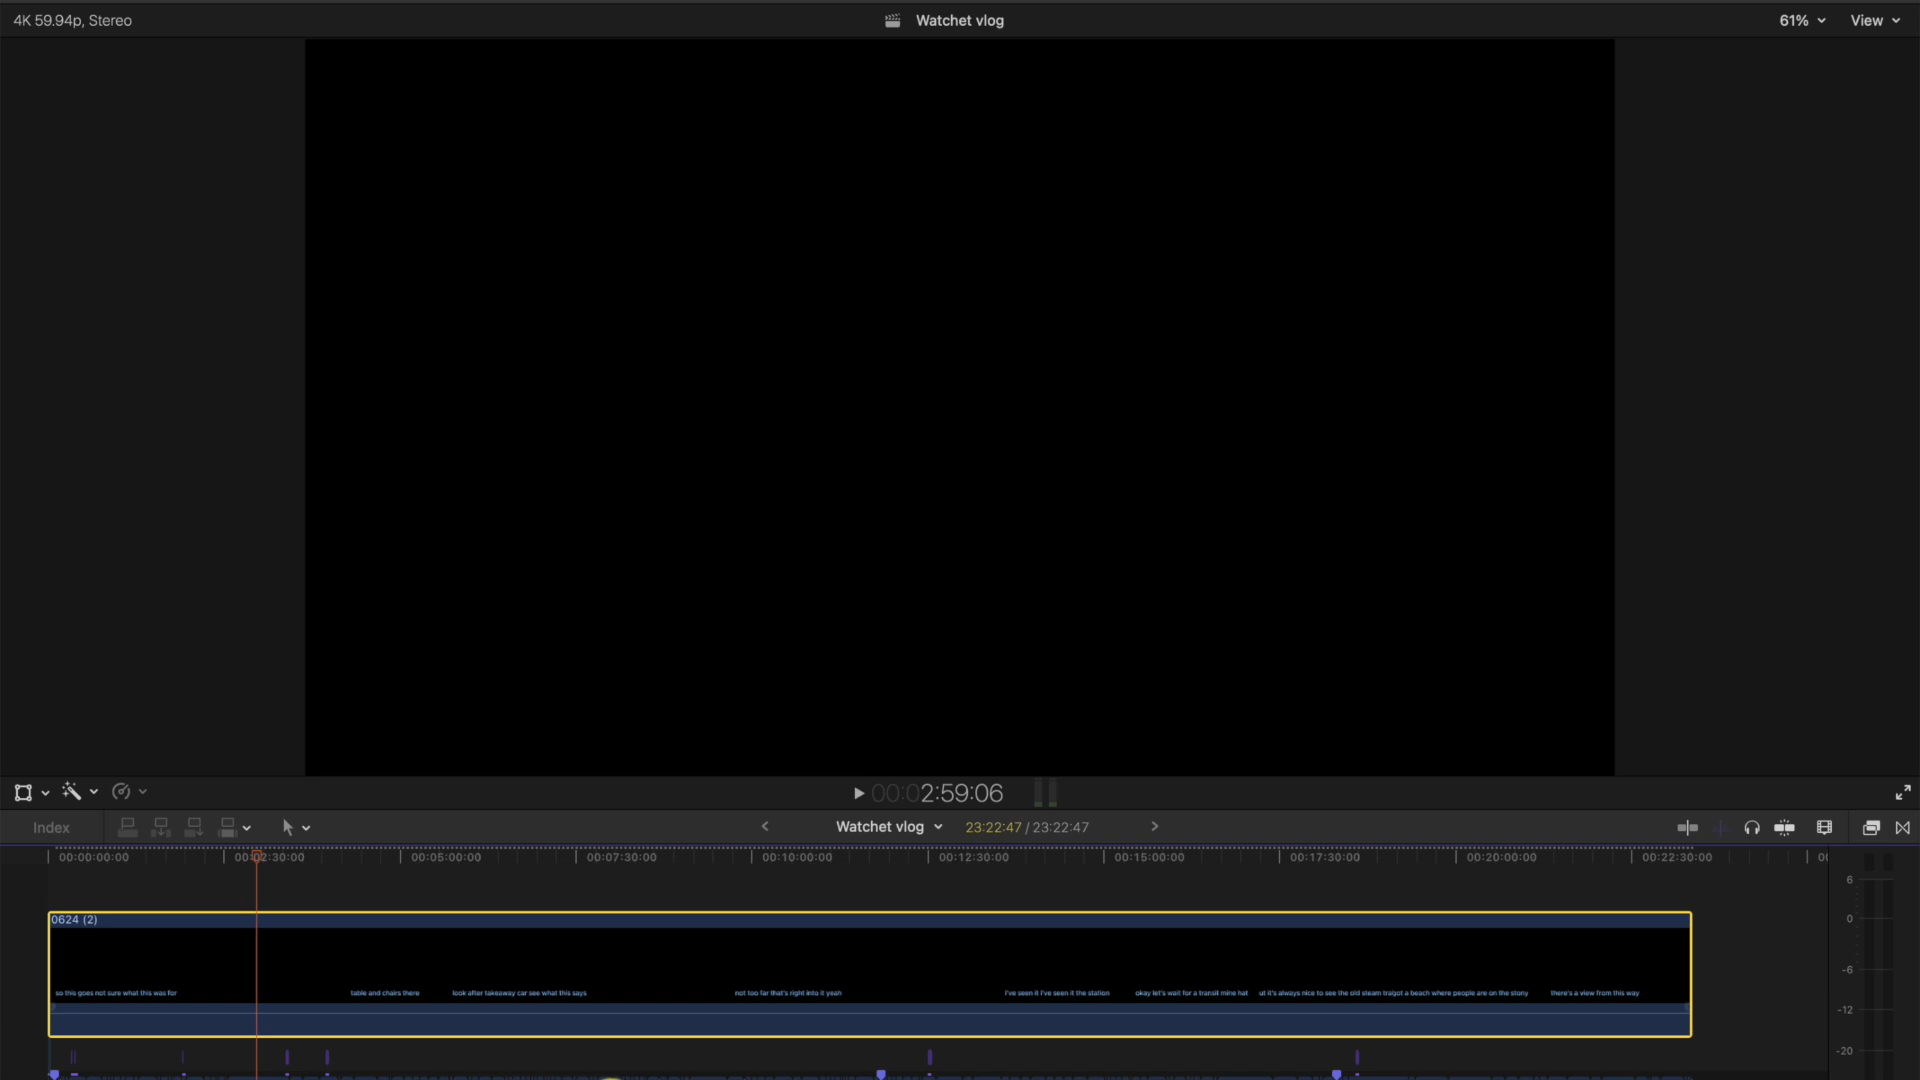 4K 59.94p, Stereo
Watchet vlog
61%
View
00:02:59:06
Index
Watchet vlog
23:22:47 / 23:22:47
00:00:00:00
00:02:30:00
00:05:00:00
00:07:30:00
00:10:00:00
00:12:30:00
00:15:00:00
00:17:30:00
00:20:00:00
00:22:30:00
6
0624 (2)
0
-6
so this goes not sure what this was for
table and chairs there
look after takeaway car see what this says
not too far that's right into it yeah
i've seen it i've seen it the station
okay let's wait for a transit mine hat
ut it's always nice to see the old steam
a beach where people are on the stony
there's a view from this way
-12
-20